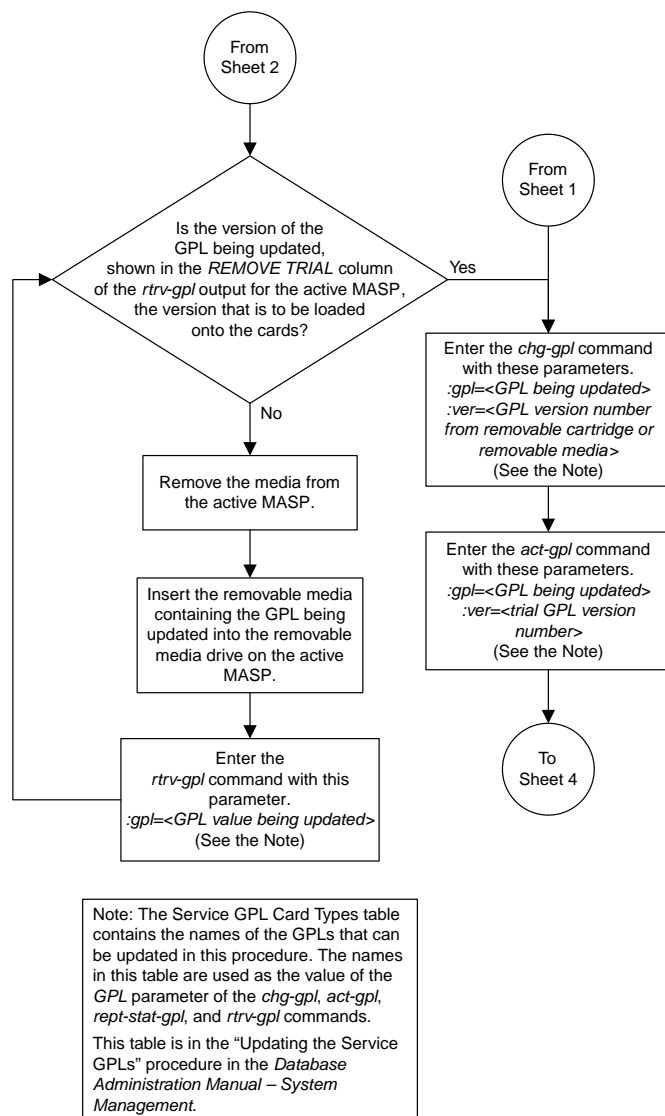 From
Sheet 2
From
Sheet 1
Is the version of the
GPL being updated,
shown in the REMOVE TRIAL column
of the rtrv-gpl output for the active MASP,
the version that is to be loaded
onto the cards?
Yes
No
Enter the chg-gpl command
with these parameters.
:gpl=<GPL being updated>
:ver=<GPL version number
from removable cartridge or
removable media>
(See the Note)
Remove the media from
the active MASP.
Enter the act-gpl command
with these parameters.
:gpl=<GPL being updated>
:ver=<trial GPL version
number>
(See the Note)
Insert the removable media
containing the GPL being
updated into the removable
media drive on the active
MASP.
To
Sheet 4
Enter the
rtrv-gpl command with this
parameter.
:gpl=<GPL value being updated>
(See the Note)
Note: The Service GPL Card Types table
contains the names of the GPLs that can
be updated in this procedure. The names
in this table are used as the value of the
GPL parameter of the chg-gpl, act-gpl,
rept-stat-gpl, and rtrv-gpl commands.
This table is in the “Updating the Service
GPLs” procedure in the Database
Administration Manual – System
Management.